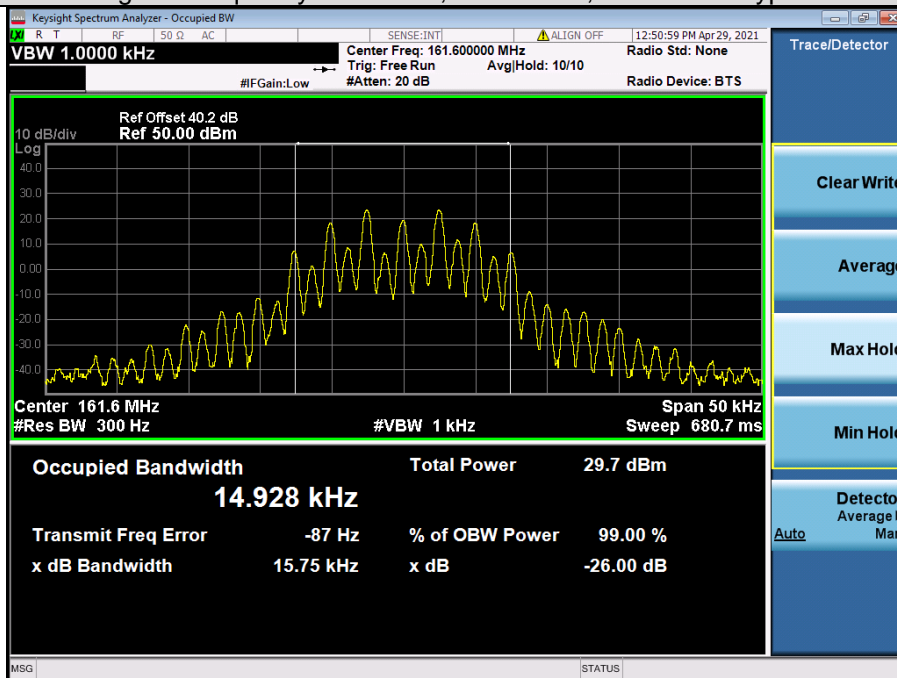 Keysight Spectrum Analyzer - Occupied BW
LXI R T RF 50 Ω AC SENSE:INT ALIGN OFF 12:50:59 PM Apr 29, 2021
VBW 1.0000 kHz Center Freq: 161.600000 MHz Radio Std: None
Trig: Free Run Avg|Hold: 10/10
#IFGain:Low #Atten: 20 dB Radio Device: BTS
Trace/Detector
Ref Offset 40.2 dB
10 dB/div Ref 50.00 dBm
Log
40.0
30.0
20.0
10.0
0.00
-10.0
-20.0
-30.0
-40.0
Center 161.6 MHz Span 50 kHz
#Res BW 300 Hz #VBW 1 kHz Sweep 680.7 ms
Occupied Bandwidth Total Power 29.7 dBm
14.928 kHz
Transmit Freq Error -87 Hz % of OBW Power 99.00 %
x dB Bandwidth 15.75 kHz x dB -26.00 dB
Clear Write
Average
Max Hold
Min Hold
Detector
Average
Auto Man
MSG STATUS